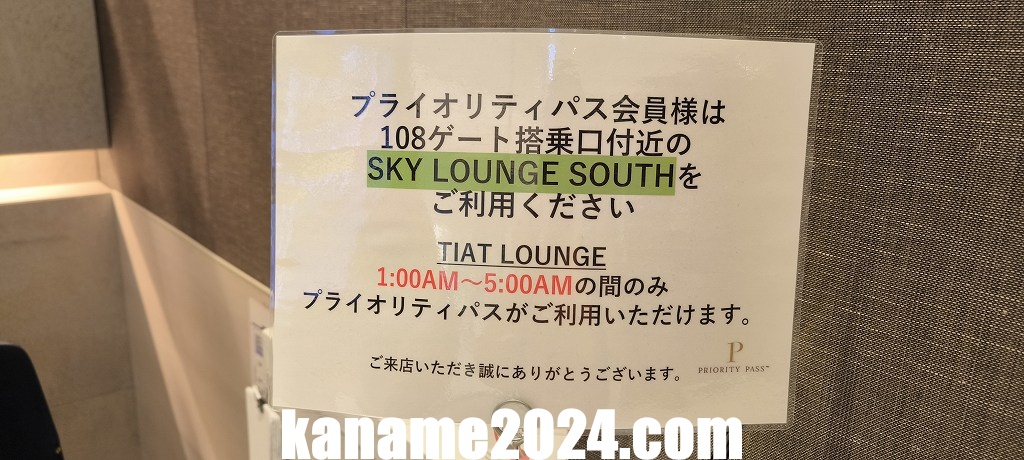 プライオリティパス会員様は
108ゲート搭乗口付近の
SKY LOUNGE SOUTHを
ご利用ください
TIAT LOUNGE
1:00AM～5:00AMの間のみ
プライオリティパスがご利用いただけます。
ご来店いただき誠にありがとうございます。
P
PRIORITY PASS™
kaname2024.com